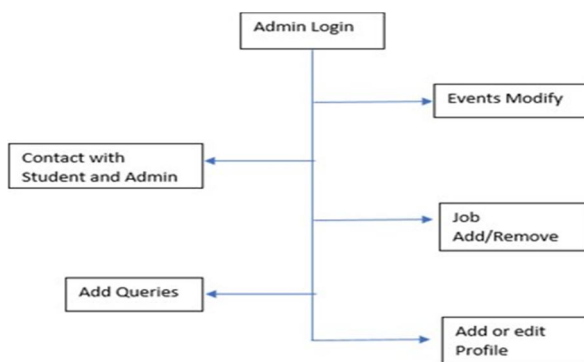 Admin Login
Events Modify
Contact with
Student and Admin
Job
Add/Remove
Add Queries
Add or edit
Profile